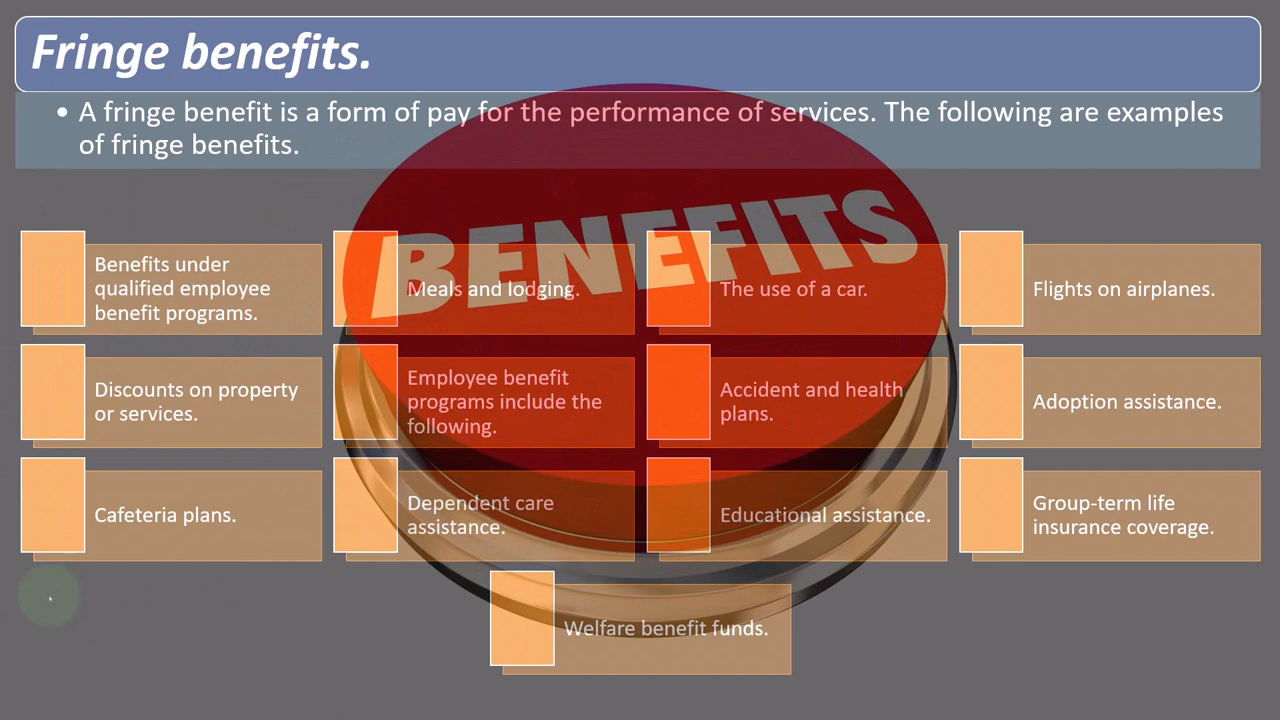 Fringe benefits.
• A fringe benefit is a form of pay for the performance of services. The following are examples
of fringe benefits.
BENEFITS
Benefits under
qualified employee
benefit programs.
Meals and lodging.
The use of a car.
Flights on airplanes.
Discounts on property
or services.
Employee benefit
programs include the
following.
Accident and health
plans.
Adoption assistance.
Cafeteria plans.
Dependent care
assistance.
Educational assistance.
Group-term life
insurance coverage.
Welfare benefit funds.